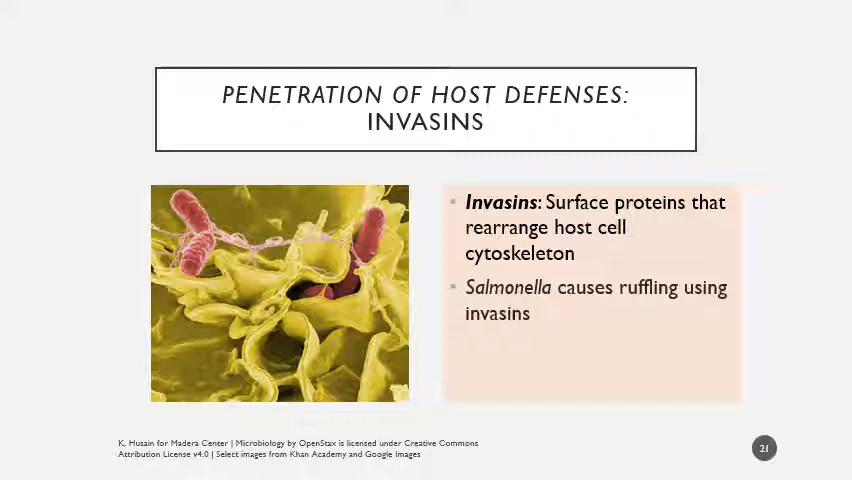 PENETRATION OF HOST DEFENSES:
INVASINS
Invasins: Surface proteins that
rearrange host cell
cytoskeleton
Salmonella causes ruffling using
invasins
K. Husain for Madera Center | Microbiology by OpenStax is licensed under Creative Commons
Attribution License v4.0 | Select images from Khan Academy and Google Images
21